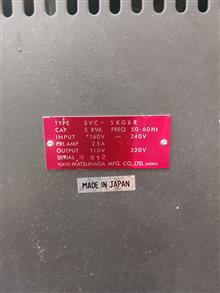 TYPE SVC-5KGXR
CAP. 5 KVA FREQ 50-60Hz
INPUT *160V — 240V
PRI.AMP 25A
OUTPUT 110V 220V
SERIAL 912
TOKYO MATSUNAGA MFG. CO., LTD. JAPAN
MADE IN JAPAN